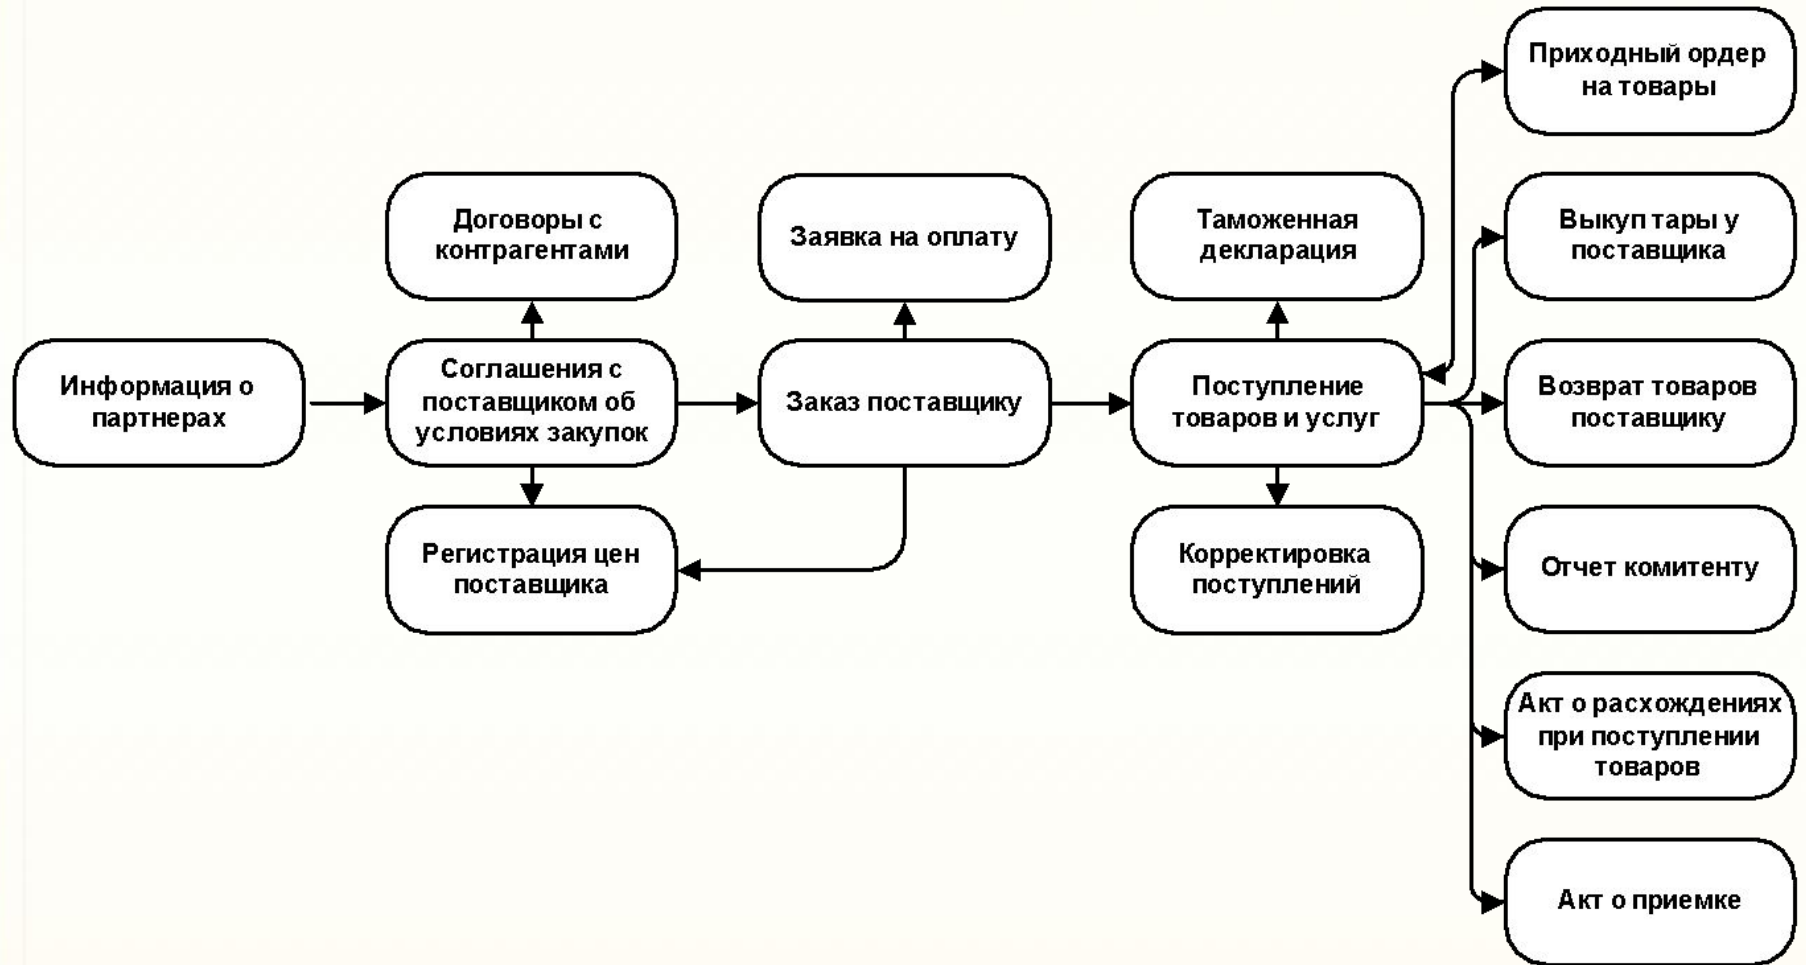 Приходный ордер
на товары
Договоры с
контрагентами
Заявка на оплату
Таможенная
декларация
Выкуп тары у
поставщика
Информация о
партнерах
Соглашения с
поставщиком об
условиях закупок
Заказ поставщику
Поступление
товаров и услуг
Возврат товаров
поставщику
Регистрация цен
поставщика
Корректировка
поступлений
Отчет комитенту
Акт о расхождениях
при поступлении
товаров
Акт о приемке